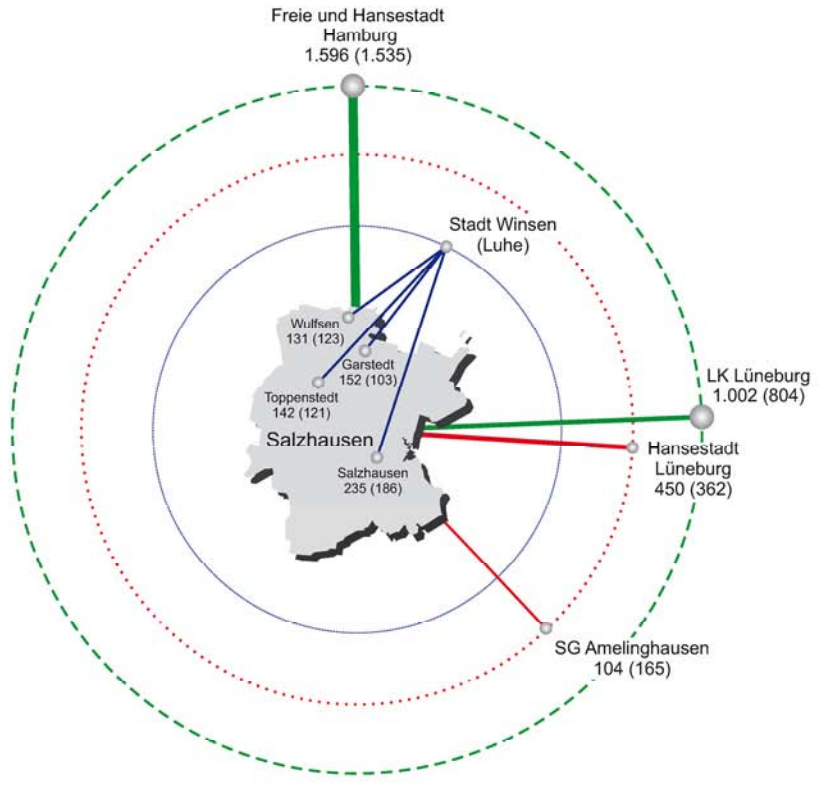 Freie und Hansestadt
Hamburg
1.596 (1.535)
Stadt Winsen
(Luhe)
Wulfsen
131 (123)
Garstedt
152 (103)
Toppenstedt
142 (121)
LK Lüneburg
1.002 (804)
Salzhausen
Hansestadt
Lüneburg
450 (362)
Salzhausen
235 (186)
SG Amelinghausen
104 (165)